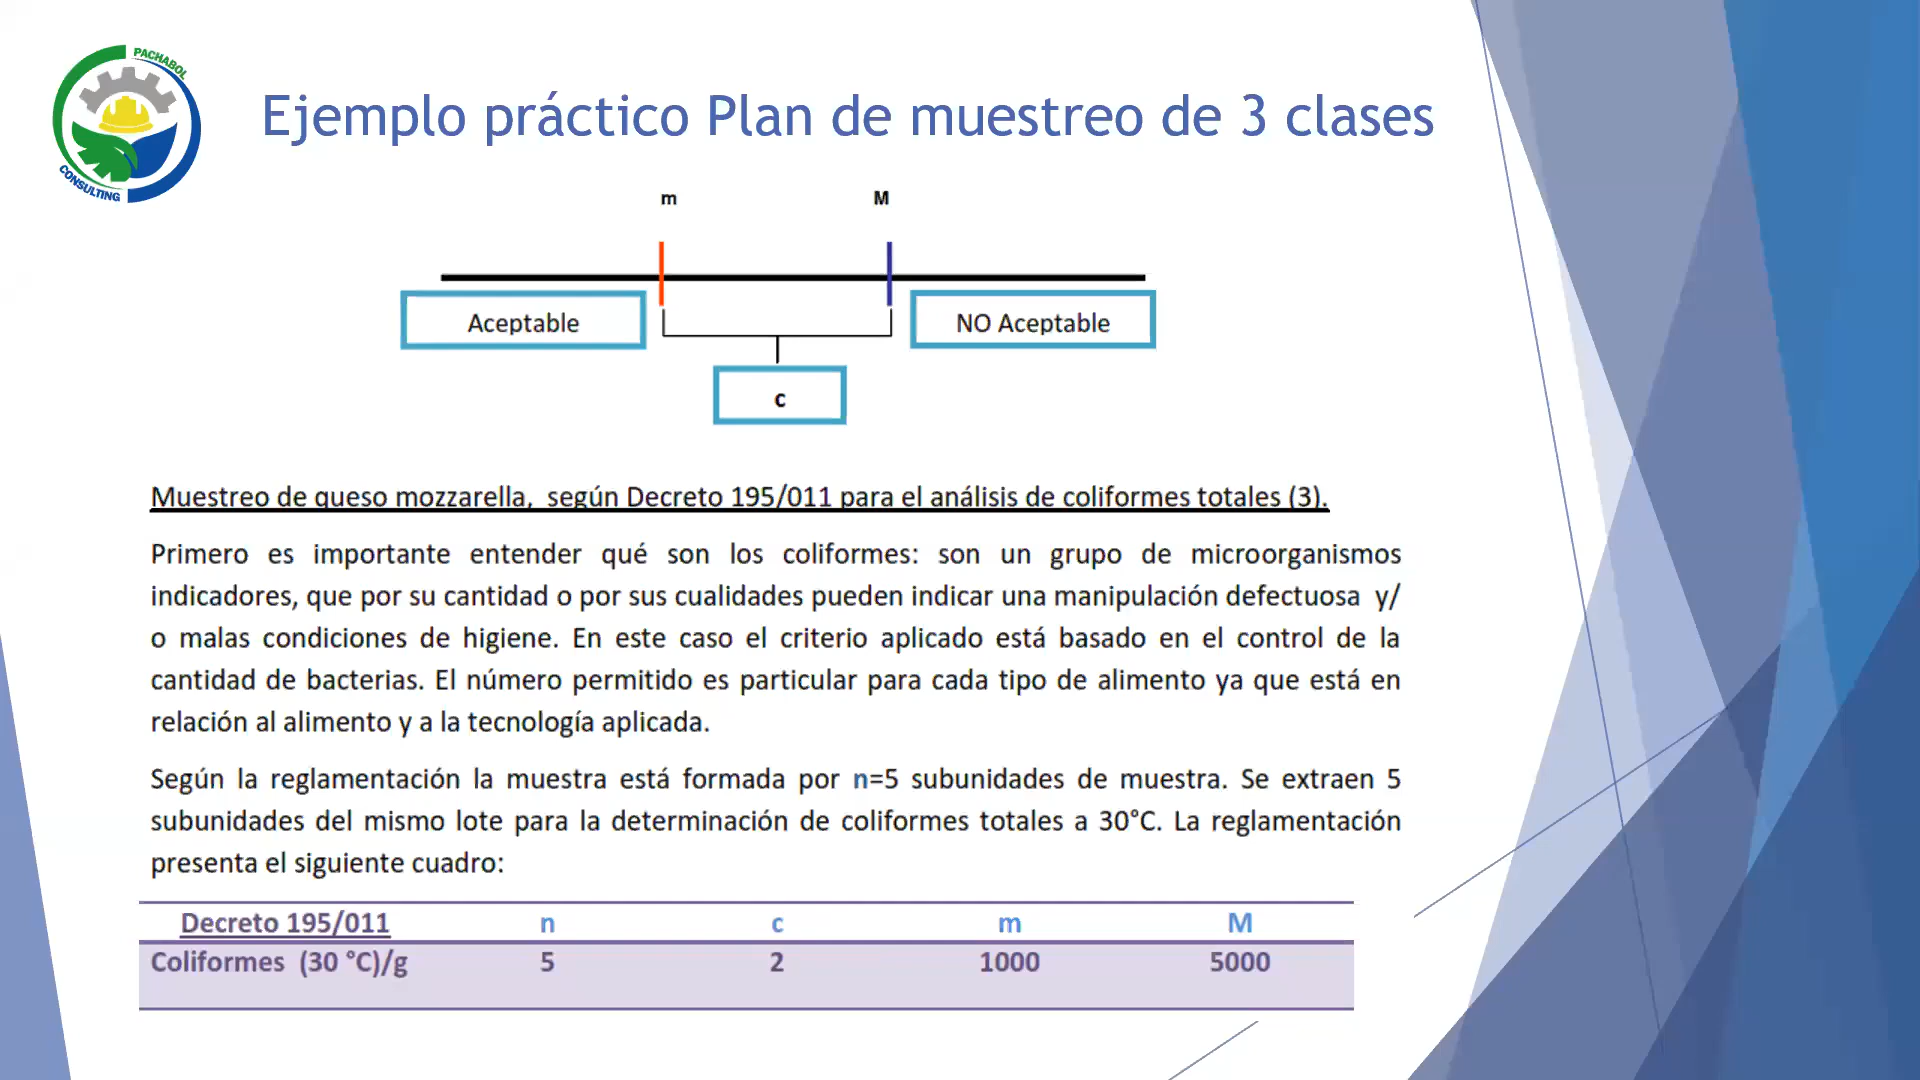 PACHABOL
CONSULTING
Ejemplo práctico Plan de muestreo de 3 clases
m M
Aceptable NO Aceptable
c
Muestreo de queso mozzarella, según Decreto 195/011 para el análisis de coliformes totales (3).
Primero es importante entender qué son los coliformes: son un grupo de microorganismos
indicadores, que por su cantidad o por sus cualidades pueden indicar una manipulación defectuosa y/
o malas condiciones de higiene. En este caso el criterio aplicado está basado en el control de la
cantidad de bacterias. El número permitido es particular para cada tipo de alimento ya que está en
relación al alimento y a la tecnología aplicada.
Según la reglamentación la muestra está formada por n=5 subunidades de muestra. Se extraen 5
subunidades del mismo lote para la determinación de coliformes totales a 30°C. La reglamentación
presenta el siguiente cuadro:
Decreto 195/011 n c m M
Coliformes (30 °C)/g 5 2 1000 5000